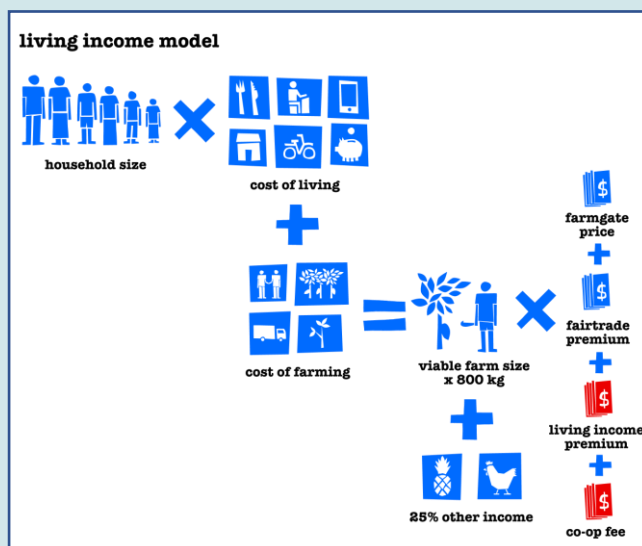 living income model
household size
cost of living
cost of farming
viable farm size
x 800 kg
25% other income
$
farmgate
price
$
fairtrade
premium
$
living income
premium
$
co-op fee